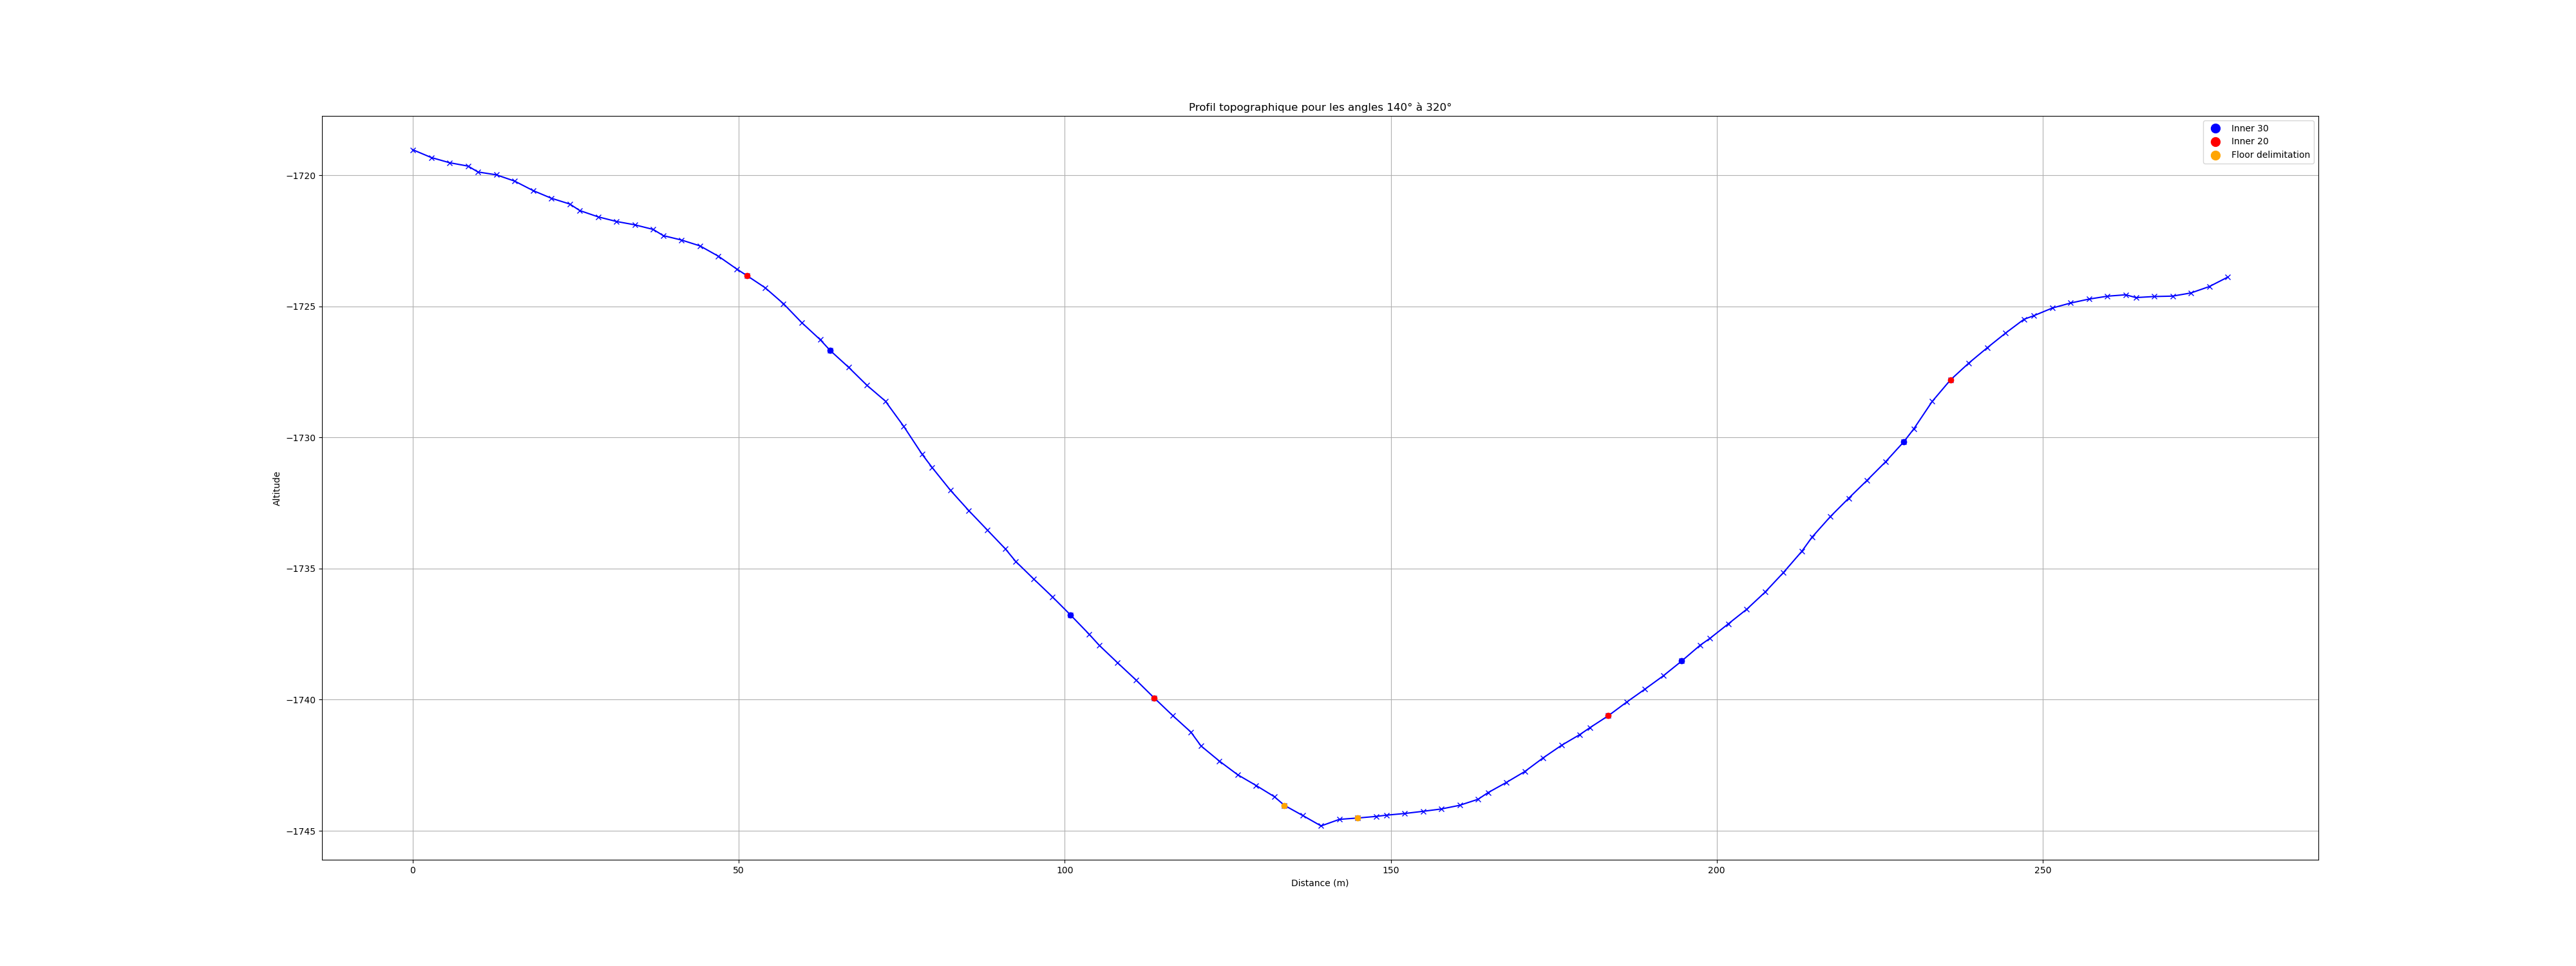 Profil topographique pour les angles 140° à 320°
Inner 30
Inner 20
Floor delimitation
−1720
−1725
−1730
−1735
−1740
−1745
Altitude
0 50 100 150 200 250
Distance (m)